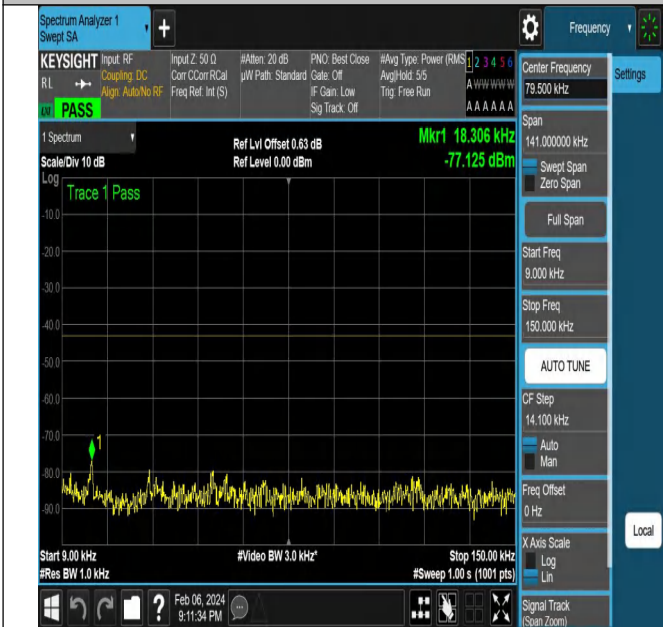 Spectrum Analyzer 1
Swept SA
+
Frequency
KEYSIGHT
RL
PASS
Input: RF
Coupling: DC
Align: Auto/No RF
Input Z: 50 Ω
Corr CCorr RCal
Freq Ref: Int (S)
#Atten: 20 dB
µW Path: Standard
PNO: Best Close
Gate: Off
IF Gain: Low
Sig Track: Off
#Avg Type: Power (RMS
Avg|Hold: 5/5
Trig: Free Run
1 2 3 4 5 6
A W W W W W
A A A A A A
Center Frequency
79.500 kHz
Settings
Span
141.000000 kHz
Swept Span
Zero Span
Full Span
Start Freq
9.000 kHz
Stop Freq
150.000 kHz
AUTO TUNE
CF Step
14.100 kHz
Auto
Man
Freq Offset
0 Hz
X Axis Scale
Log
Lin
Signal Track
(Span Zoom)
Local
1 Spectrum
Scale/Div 10 dB
Ref Lvl Offset 0.63 dB
Ref Level 0.00 dBm
Mkr1 18.306 kHz
-77.125 dBm
Log
Trace 1 Pass
-10.0
-20.0
-30.0
-40.0
-50.0
-60.0
-70.0
1
-80.0
-90.0
Start 9.00 kHz
#Res BW 1.0 kHz
#Video BW 3.0 kHz*
Stop 150.00 kHz
#Sweep 1.00 s (1001 pts)
?
Feb 06, 2024
9:11:34 PM